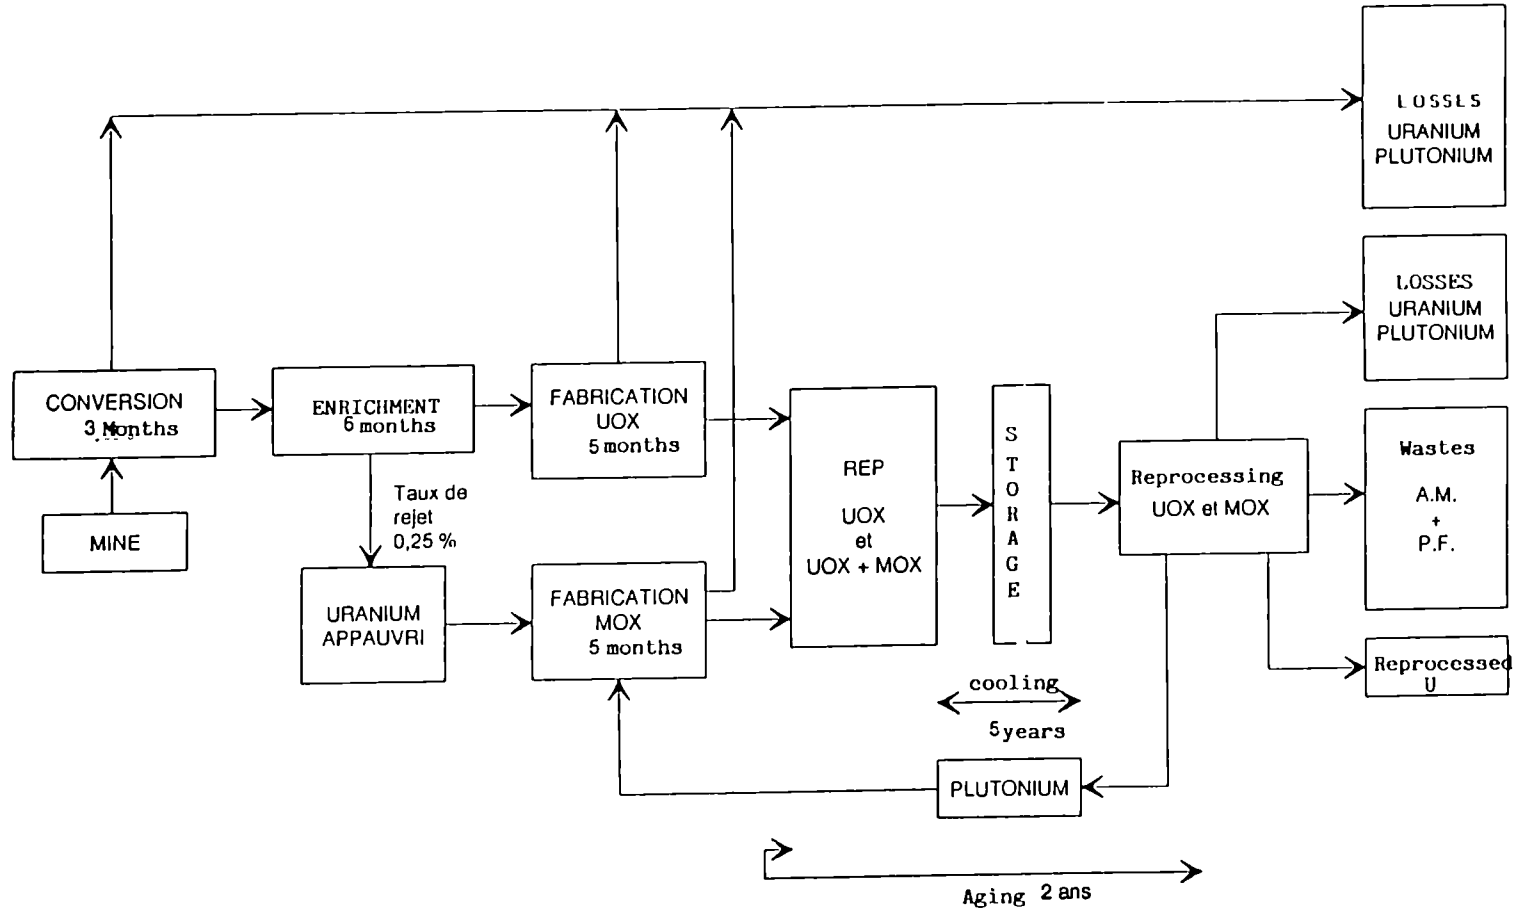 LOSSES
URANIUM
PLUTONIUM
LOSSES
URANIUM
PLUTONIUM
CONVERSION
3 Months
ENRICHMENT
6 months
FABRICATION
UOX
5 months
MINE
Taux de
rejet
0,25 %
URANIUM
APPAUVRI
FABRICATION
MOX
5 months
REP
UOX
et
UOX + MOX
STORAGE
Reprocessing
UOX et MOX
Wastes
A.M.
+
P.F.
Reprocessed
U
cooling
5 years
PLUTONIUM
Aging 2 ans